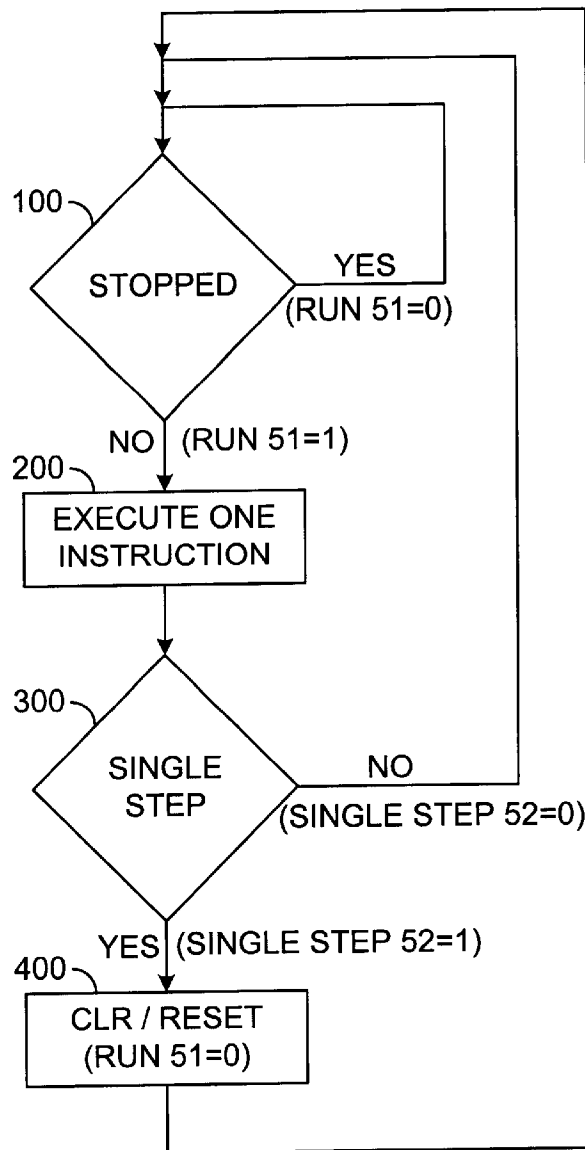 100
STOPPED
YES
(RUN 51=0)
NO (RUN 51=1)
200
EXECUTE ONE
INSTRUCTION
300
SINGLE
STEP
NO
(SINGLE STEP 52=0)
YES (SINGLE STEP 52=1)
400
CLR / RESET
(RUN 51=0)